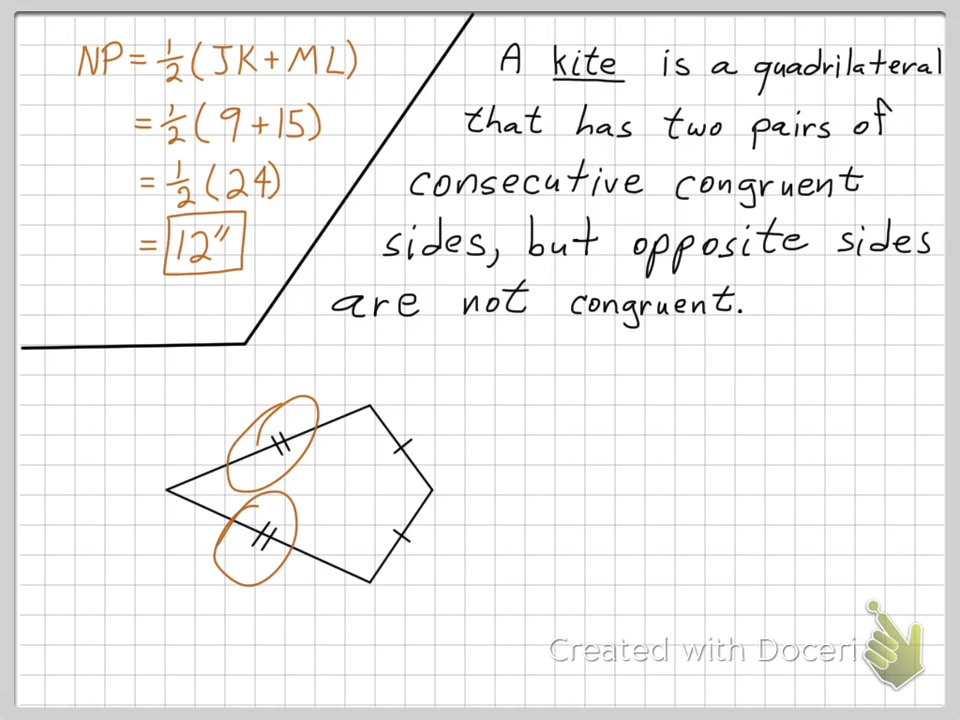 NP = 1/2 (JK + ML)
= 1/2 (9 + 15)
= 1/2 (24)
= 12"
A kite is a quadrilateral
that has two pairs of
consecutive congruent
sides, but opposite sides
are not congruent.
Created with Doceri